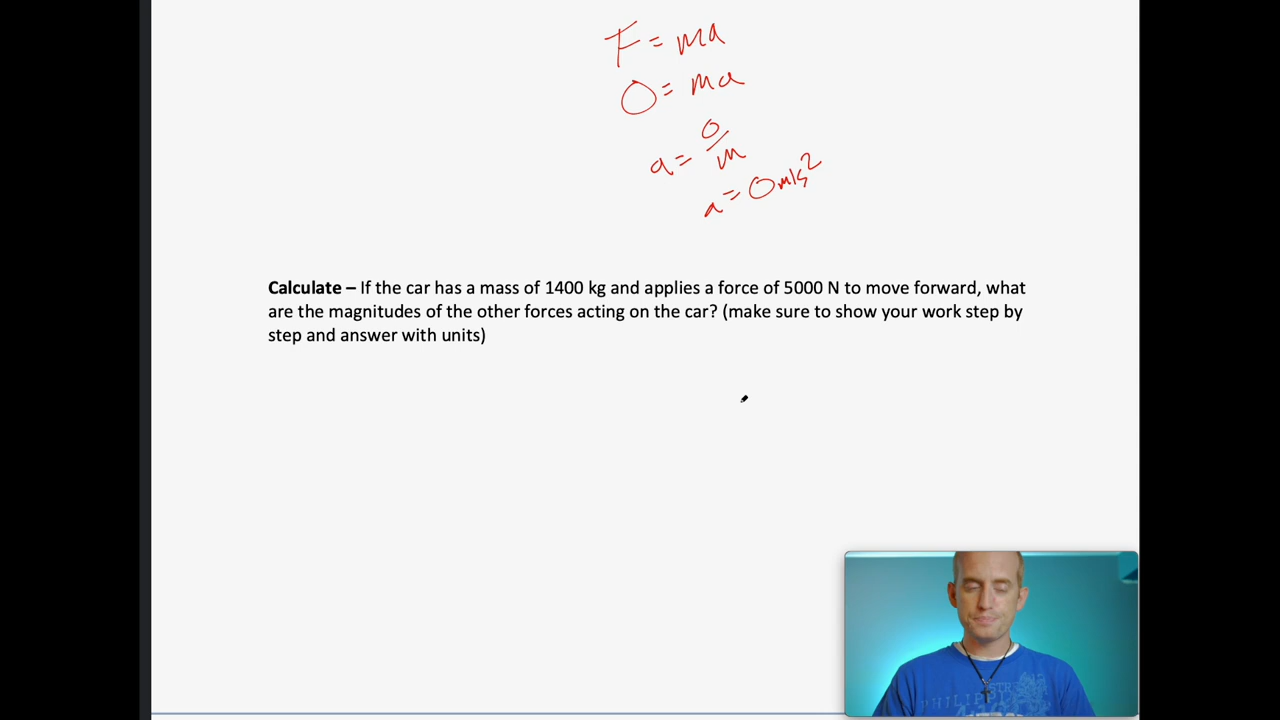 F = ma
0 = ma
a = 0/m
a = 0 m/s²
Calculate – If the car has a mass of 1400 kg and applies a force of 5000 N to move forward, what
are the magnitudes of the other forces acting on the car? (make sure to show your work step by
step and answer with units)
PHILIPPI